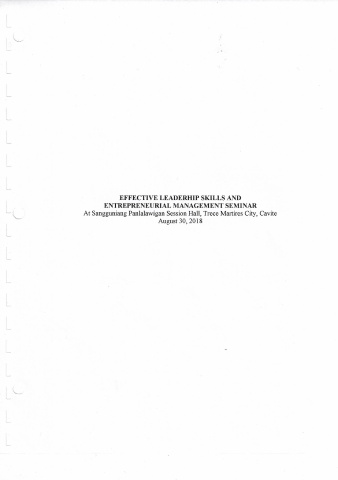 EFFECTIVE LEADERHIP SKILLS AND
ENTREPRENEURIAL MANAGEMENT SEMINAR
At Sangguniang Panlalawigan Session Hall, Trece Martires City, Cavite
August 30, 2018